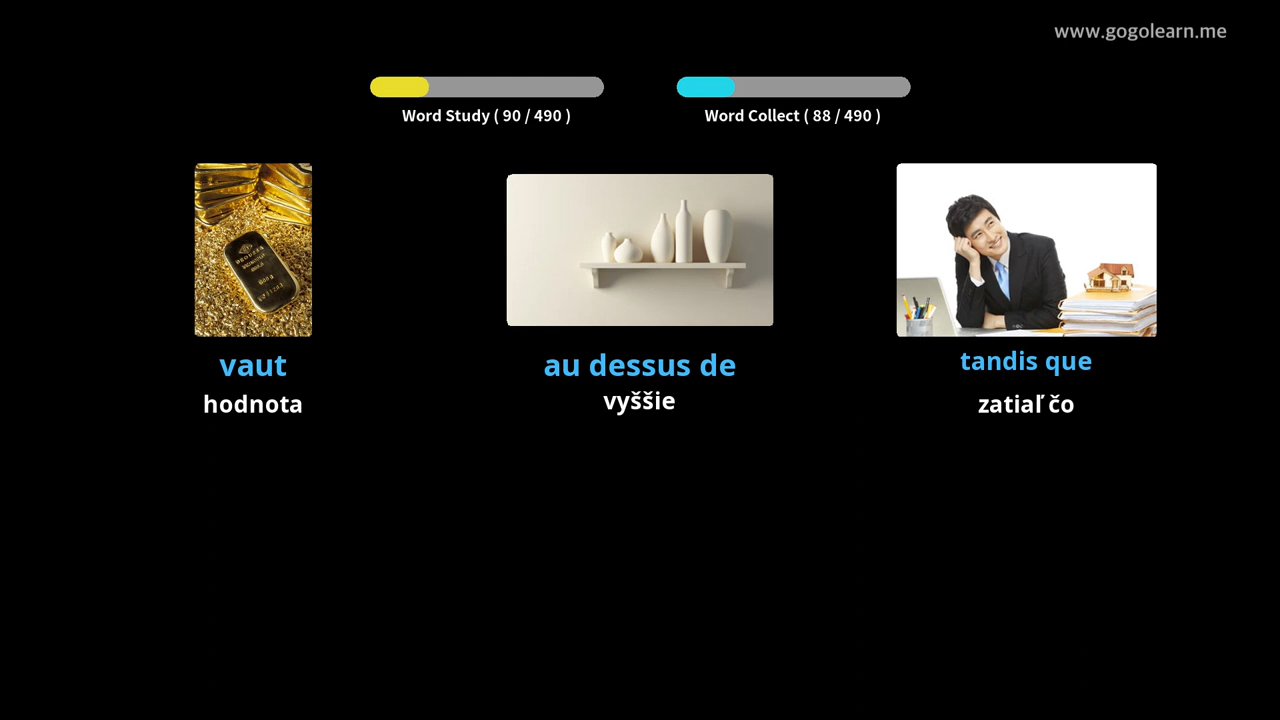 www.gogolearn.me
Word Study ( 90 / 490 )
Word Collect ( 88 / 490 )
vaut
hodnota
au dessus de
vyššie
tandis que
zatiaľ čo